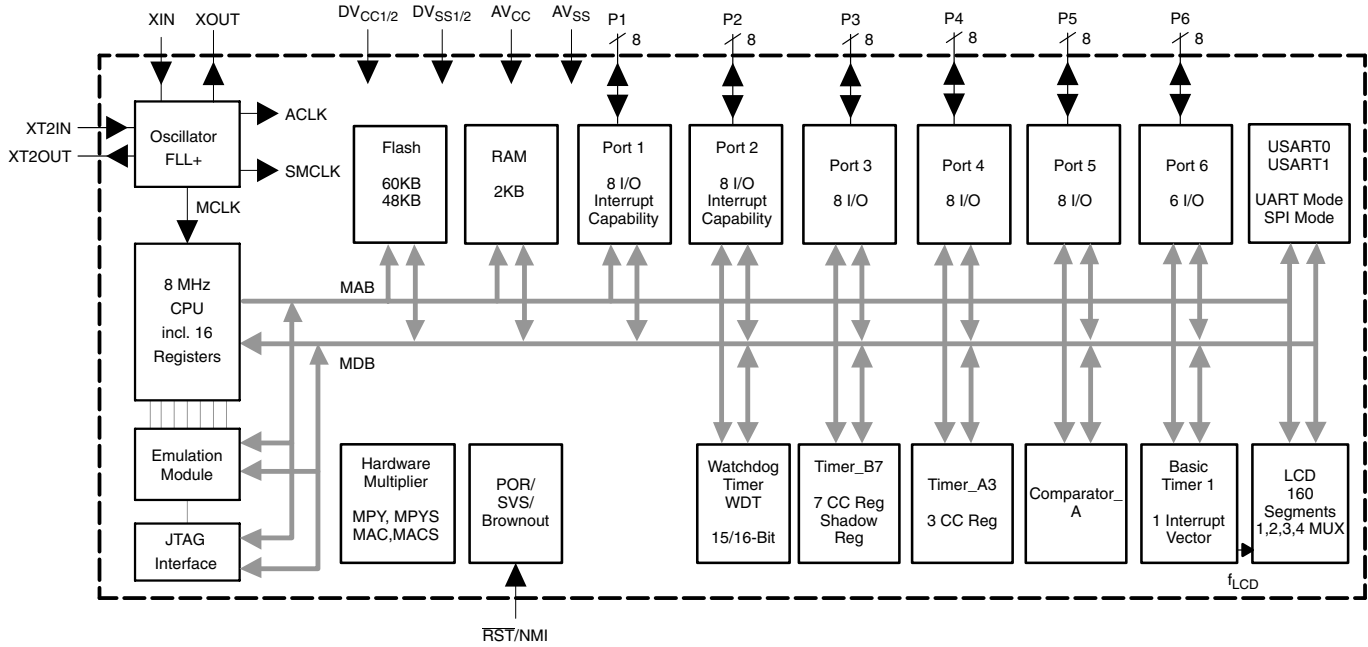 XIN
XOUT
DVCC1/2
DVSS1/2
AVCC
AVSS
P1
P2
P3
P4
P5
P6
8
8
8
8
8
8
XT2IN
XT2OUT
Oscillator
FLL+
ACLK
SMCLK
MCLK
Flash
60KB
48KB
RAM
2KB
Port 1
8 I/O
Interrupt
Capability
Port 2
8 I/O
Interrupt
Capability
Port 3
8 I/O
Port 4
8 I/O
Port 5
8 I/O
Port 6
6 I/O
USART0
USART1
UART Mode
SPI Mode
8 MHz
CPU
incl. 16
Registers
MAB
MDB
Emulation
Module
JTAG
Interface
Hardware
Multiplier
MPY, MPYS
MAC,MACS
POR/
SVS/
Brownout
Watchdog
Timer
WDT
15/16-Bit
Timer_B7
7 CC Reg
Shadow
Reg
Timer_A3
3 CC Reg
Comparator_
A
Basic
Timer 1
1 Interrupt
Vector
LCD
160
Segments
1,2,3,4 MUX
fLCD
RST/NMI